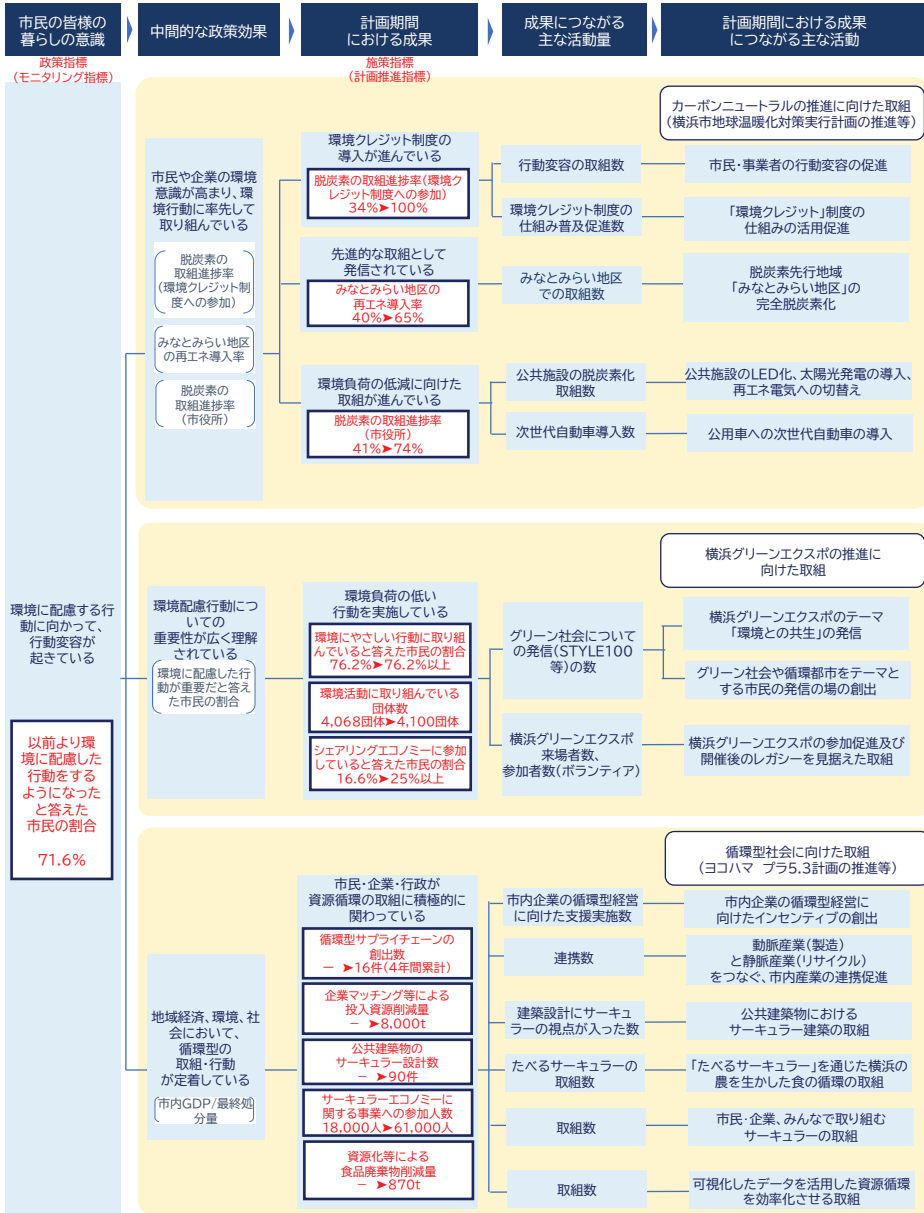 市民の皆様の
暮らしの意識
中間的な政策効果
計画期間
における成果
成果につながる
主な活動量
計画期間における成果
につながる主な活動
政策指標
(モニタリング指標)
施策指標
(計画推進指標)
環境に配慮する行
動に向かって、
行動変容が
起きている
以前より環
境に配慮した
行動をする
ようになった
と答えた
市民の割合
71.6%
カーボンニュートラルの推進に向けた取組
(横浜市地球温暖化対策実行計画の推進等)
市民や企業の環境
意識が高まり、環
境行動に率先して
取り組んでいる
脱炭素の
取組進捗率
(環境クレジット制
度への参加)
みなとみらい地区
の再エネ導入率
脱炭素の
取組進捗率
(市役所)
環境クレジット制度の
導入が進んでいる
脱炭素の取組進捗率(環境ク
レジット制度への参加)
34%➤100%
行動変容の取組数
市民・事業者の行動変容の促進
環境クレジット制度の
仕組み普及促進数
「環境クレジット」制度の
仕組みの活用促進
先進的な取組として
発信されている
みなとみらい地区の
再エネ導入率
40%➤65%
みなとみらい地区
での取組数
脱炭素先行地域
「みなとみらい地区」の
完全脱炭素化
環境負荷の低減に向けた
取組が進んでいる
脱炭素の取組進捗率
(市役所)
41%➤74%
公共施設の脱炭素化
取組数
公共施設のLED化、太陽光発電の導入、
再エネ電気への切替え
次世代自動車導入数
公用車への次世代自動車の導入
横浜グリーンエクスポの推進に
向けた取組
環境配慮行動につ
いての
重要性が広く理解
されている
環境に配慮した行
動が重要だと答え
た市民の割合
環境負荷の低い
行動を実施している
環境にやさしい行動に取り組
んでいると答えた市民の割合
76.2%➤76.2%以上
環境活動に取り組んでいる
団体数
4,068団体➤4,100団体
シェアリングエコノミーに参加
していると答えた市民の割合
16.6%➤25%以上
グリーン社会について
の発信(STYLE100
等)の数
横浜グリーンエクスポのテーマ
「環境との共生」の発信
グリーン社会や循環都市をテーマと
する市民の発信の場の創出
横浜グリーンエクスポ
来場者数、
参加者数(ボランティア)
横浜グリーンエクスポの参加促進及び
開催後のレガシーを見据えた取組
循環型社会に向けた取組
(ヨコハマ プラ5.3計画の推進等)
地域経済、環境、社
会において、
循環型の
取組・行動
が定着している
市内GDP/最終処
分量
市民・企業・行政が
資源循環の取組に積極的に
関わっている
循環型サプライチェーンの
創出数
－ ➤16件(4年間累計)
企業マッチング等による
投入資源削減量
－ ➤8,000t
公共建築物の
サーキュラー設計数
－ ➤90件
サーキュラーエコノミーに
関する事業への参加人数
18,000人➤61,000人
資源化等による
食品廃棄物削減量
－ ➤870t
市内企業の循環型経営
に向けた支援実施数
市内企業の循環型経営に
向けたインセンティブの創出
連携数
動脈産業(製造)
と静脈産業(リサイクル)
をつなぐ、市内産業の連携促進
建築設計にサーキュ
ラーの視点が入った数
公共建築物における
サーキュラー建築の取組
たべるサーキュラーの
取組数
「たべるサーキュラー」を通じた横浜の
農を生かした食の循環の取組
取組数
市民・企業、みんなで取り組む
サーキュラーの取組
取組数
可視化したデータを活用した資源循環
を効率化させる取組